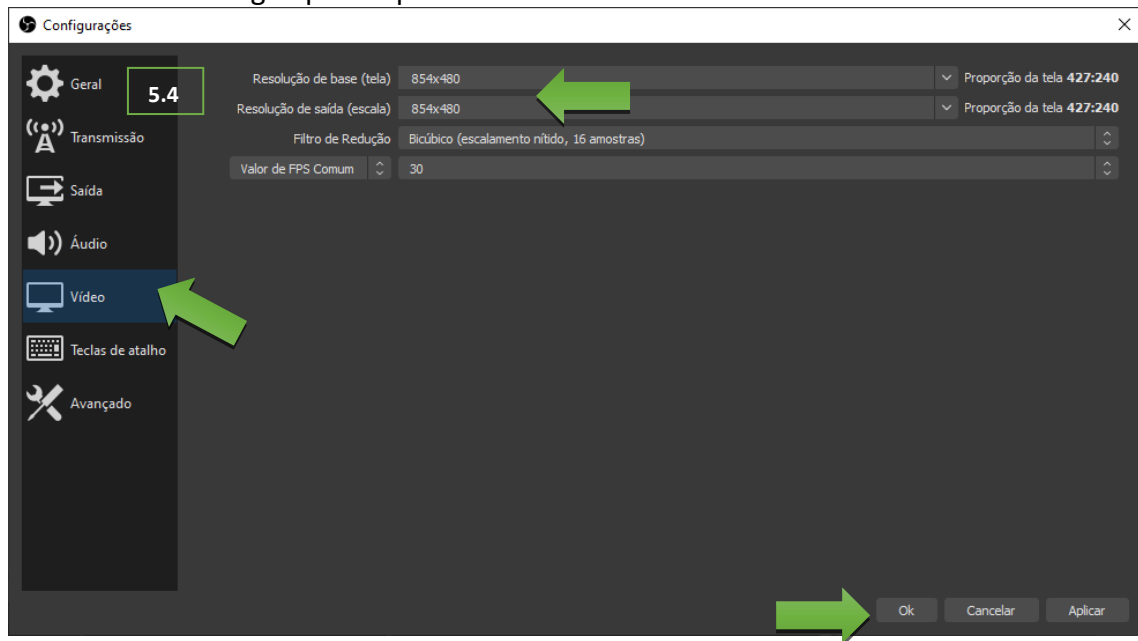 Configurações
Geral
5.4
Transmissão
Saída
Áudio
Vídeo
Teclas de atalho
Avançado
Resolução de base (tela) 854x480 Proporção da tela 427:240
Resolução de saída (escala) 854x480 Proporção da tela 427:240
Filtro de Redução Bicúbico (escalamento nítido, 16 amostras)
Valor de FPS Comum 30
Ok Cancelar Aplicar